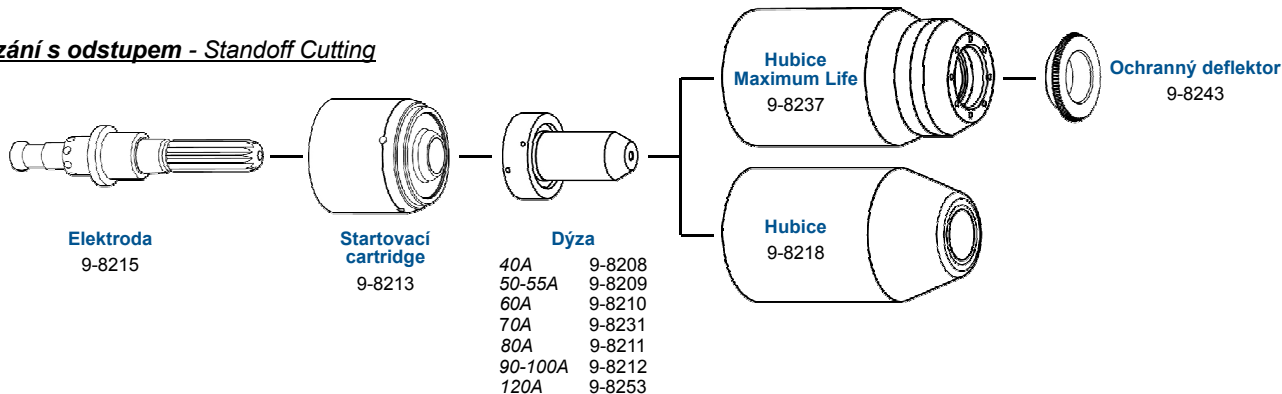 zání s odstupem - Standoff Cutting
Hubice
Maximum Life
9-8237
Ochranný deflektor
9-8243
Elektroda
9-8215
Startovací
cartridge
9-8213
Dýza
40A 9-8208
50-55A 9-8209
60A 9-8210
70A 9-8231
80A 9-8211
90-100A 9-8212
120A 9-8253
Hubice
9-8218